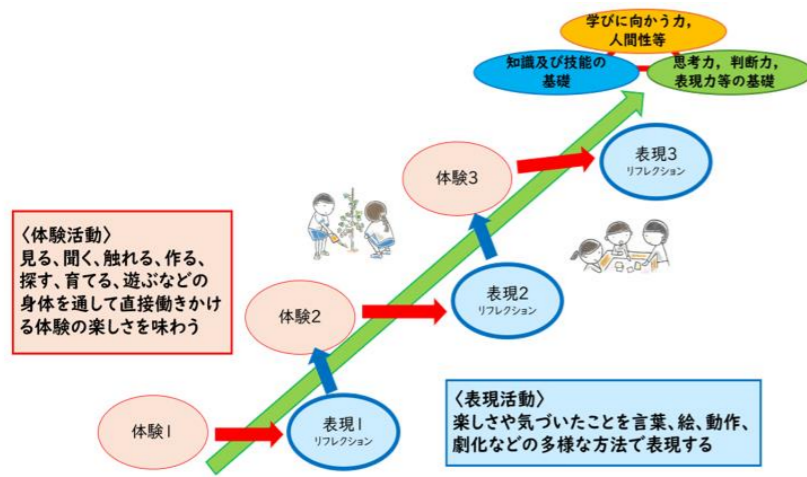 学びに向かう力,
人間性等
知識及び技能の
基礎
思考力,判断力,
表現力等の基礎
体験3
表現3
リフレクション
〈体験活動〉
見る、聞く、触れる、作る、
探す、育てる、遊ぶなどの
身体を通して直接働きかけ
る体験の楽しさを味わう
体験2
表現2
リフレクション
体験1
表現1
リフレクション
〈表現活動〉
楽しさや気づいたことを言葉、絵、動作、
劇化などの多様な方法で表現する